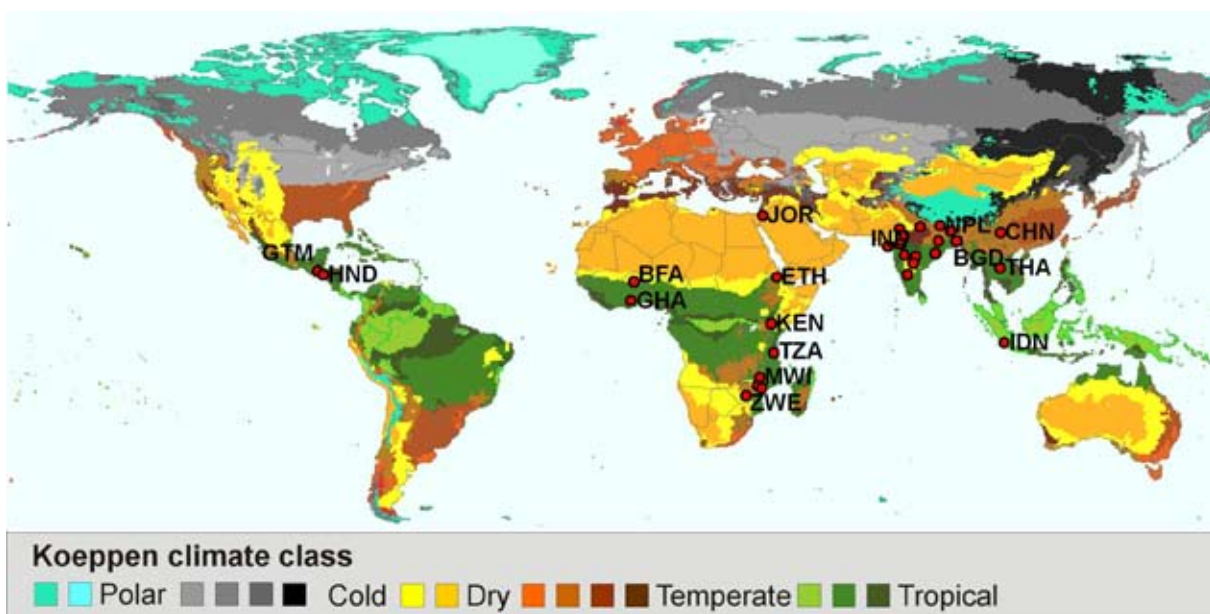 JOR
NPL
CHN
GTM
IND
HND
BFA
ETH
BGD
THA
GHA
KEN
TZA
IDN
MWI
ZWE
Koeppen climate class
Polar Cold Dry Temperate Tropical